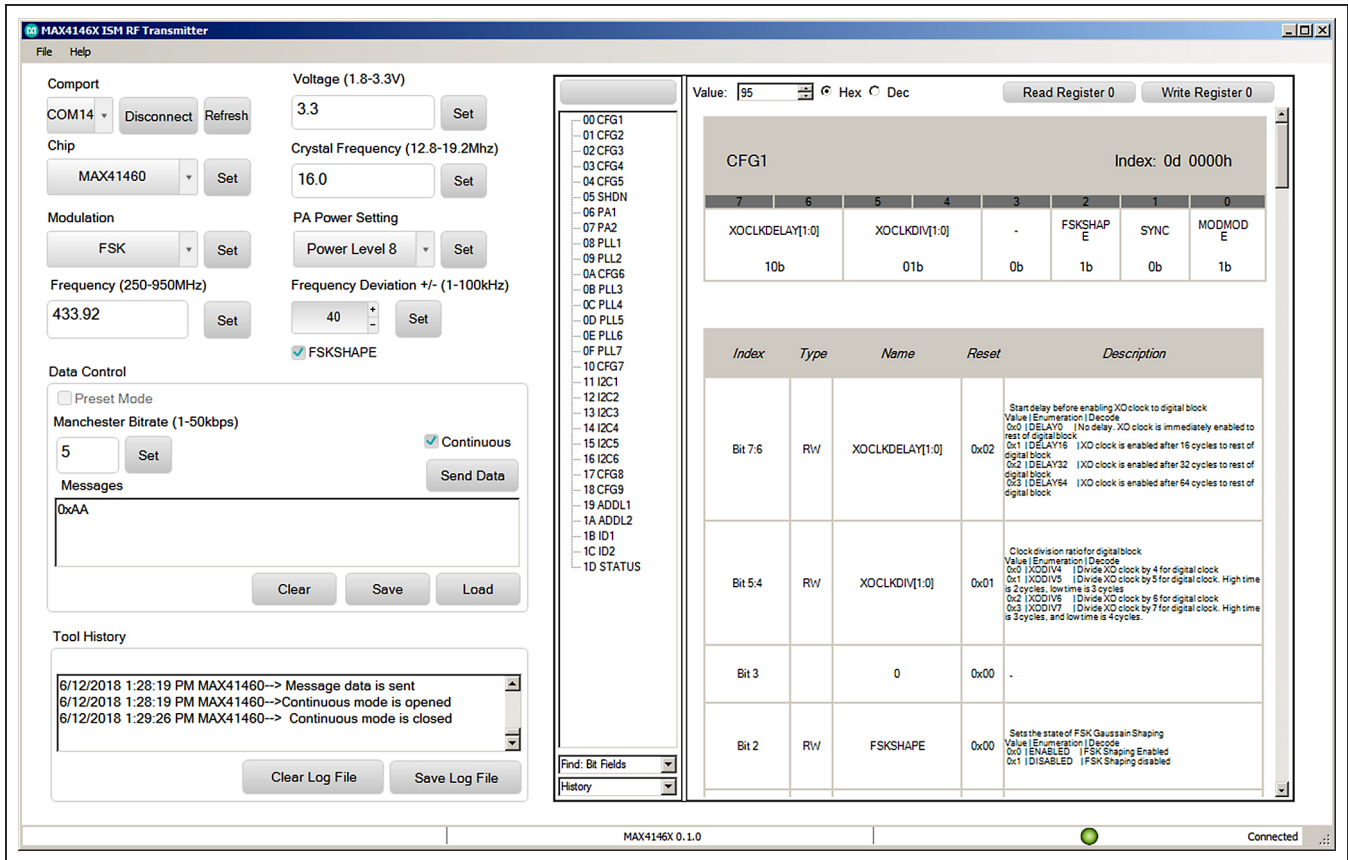 MAX4146X ISM RF Transmitter
File Help
Comport
COM14 Disconnect Refresh
Chip
MAX41460 Set
Modulation
FSK Set
Frequency (250-950MHz)
433.92 Set
Voltage (1.8-3.3V)
3.3 Set
Crystal Frequency (12.8-19.2Mhz)
16.0 Set
PA Power Setting
Power Level 8 Set
Frequency Deviation +/- (1-100kHz)
40 + - Set
FSKSHAPE
Data Control
Preset Mode
Manchester Bitrate (1-50kbps)
5 Set
Continuous
Send Data
Messages
0xAA
Clear Save Load
Tool History
6/12/2018 1:28:19 PM MAX41460--> Message data is sent
6/12/2018 1:28:19 PM MAX41460-->Continuous mode is opened
6/12/2018 1:29:26 PM MAX41460--> Continuous mode is closed
Clear Log File Save Log File
00 CFG1
01 CFG2
02 CFG3
03 CFG4
04 CFG5
05 SHDN
06 PA1
07 PA2
08 PLL1
09 PLL2
0A CFG6
0B PLL3
0C PLL4
0D PLL5
0E PLL6
0F PLL7
10 CFG7
11 I2C1
12 I2C2
13 I2C3
14 I2C4
15 I2C5
16 I2C6
17 CFG8
18 CFG9
19 ADDL1
1A ADDL2
1B ID1
1C ID2
1D STATUS
Find: Bit Fields
History
Value: 95 Hex Dec Read Register 0 Write Register 0
CFG1 Index: 0d 0000h
7 6 5 4 3 2 1 0
XOCLKDELAY[1:0] XOCLKDIV[1:0] - FSKSHAP SYNC MODMOD
E E
10b 01b 0b 1b 0b 1b
Index Type Name Reset Description
Start delay before enabling XO clock to digital block
Value | Enumeration | Decode
0x0 | DELAY0 | No delay. XO clock is immediately enabled to
rest of digital block
0x1 | DELAY16 | XO clock is enabled after 16 cycles to rest of
digital block
Bit 7:6 RW XOCLKDELAY[1:0] 0x02
0x2 | DELAY32 | XO clock is enabled after 32 cycles to rest of
digital block
0x3 | DELAY64 | XO clock is enabled after 64 cycles to rest of
digital block
Clock division ratio for digital block
Value | Enumeration | Decode
0x0 | XODIV4 | Divide XO clock by 4 for digital clock
0x1 | XODIV5 | Divide XO clock by 5 for digital clock. High time
is 2 cycles, low time is 3 cycles
Bit 5:4 RW XOCLKDIV[1:0] 0x01
0x2 | XODIV6 | Divide XO clock by 6 for digital clock
0x3 | XODIV7 | Divide XO clock by 7 for digital clock. High time
is 3 cycles, and low time is 4 cycles.
Bit 3 0 0x00 -
Sets the state of FSK Gaussain Shaping
Value | Enumeration | Decode
Bit 2 RW FSKSHAPE 0x00
0x0 | ENABLED | FSK Shaping Enabled
0x1 | DISABLED | FSK Shaping disabled
MAX4146X 0.1.0 Connected